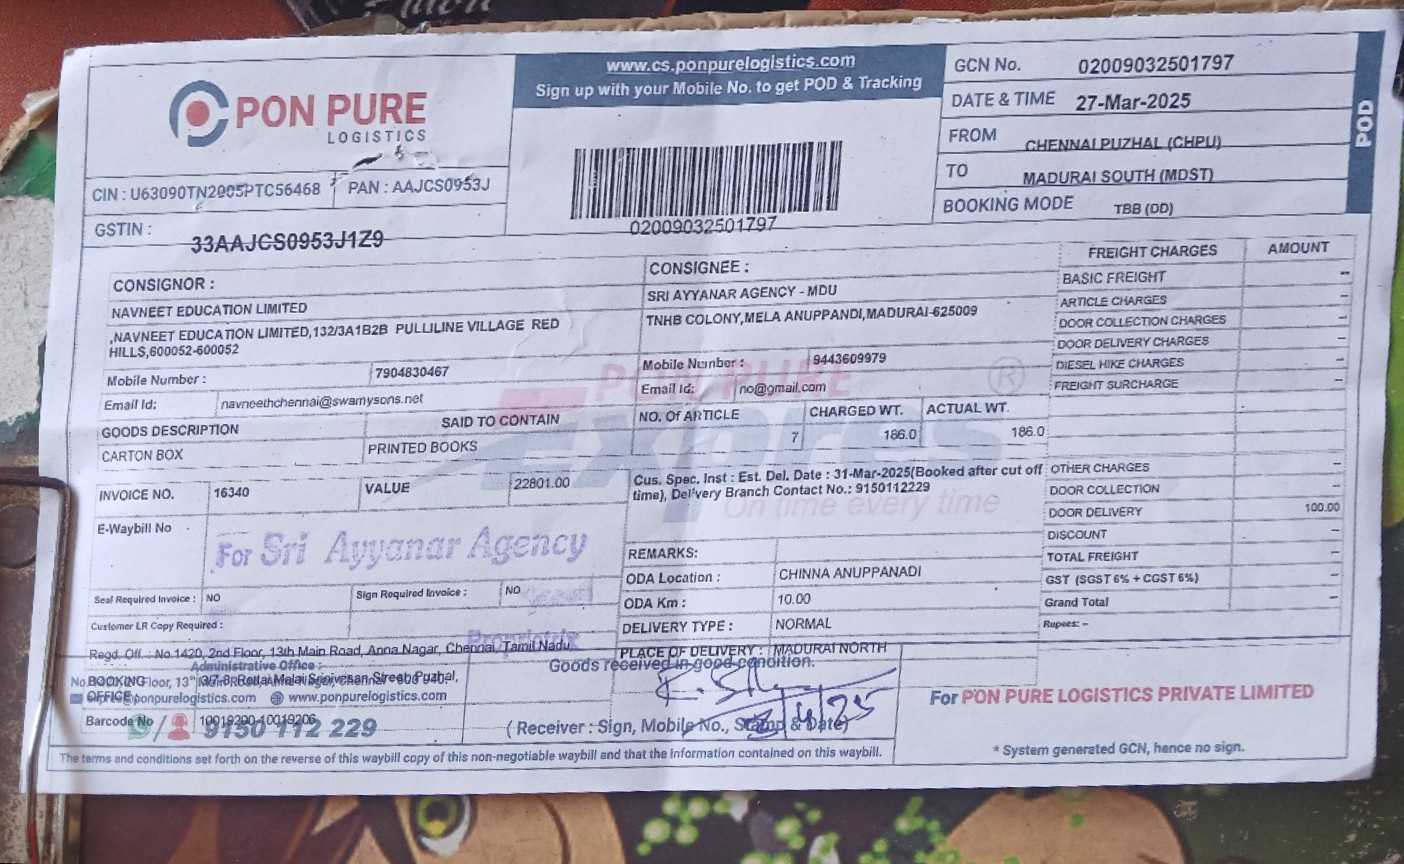 www.cs.ponpurelogistics.com
Sign up with your Mobile No. to get POD & Tracking
PON PURE
LOGISTICS
CIN : U63090TN2005PTC56468 PAN : AAJCS0953J
GSTIN : 33AAJCS0953J1Z9
02009032501797
GCN No. 02009032501797
DATE & TIME 27-Mar-2025
FROM CHENNAI PUZHAL (CHPU)
TO MADURAI SOUTH (MDST)
BOOKING MODE TBB (DD)
POD
CONSIGNOR :
NAVNEET EDUCATION LIMITED
,NAVNEET EDUCATION LIMITED,132/3A1B2B PULLILINE VILLAGE RED
HILLS,600052-600052
Mobile Number : 7904830467
Email Id: navneethchennai@swamysons.net
CONSIGNEE :
SRI AYYANAR AGENCY - MDU
TNHB COLONY,MELA ANUPPANDI,MADURAI-625009
Mobile Number : 9443609979
Email Id: no@gmail.com
GOODS DESCRIPTION SAID TO CONTAIN NO. Of ARTICLE CHARGED WT. ACTUAL WT.
CARTON BOX PRINTED BOOKS 7 186.0 186.0
INVOICE NO. 16340 VALUE 22801.00
E-Waybill No
For Sri Ayyanar Agency
Proprietrix
Seal Required Invoice : NO Sign Required Invoice : NO
Customer LR Copy Required :
Cus. Spec. Inst : Est. Del. Date : 31-Mar-2025(Booked after cut off
time), Delivery Branch Contact No.: 9150112229
PON PURE
Express
On time every time
®
REMARKS:
ODA Location : CHINNA ANUPPANADI
ODA Km : 10.00
DELIVERY TYPE : NORMAL
PLACE OF DELIVERY : MADURAI NORTH
FREIGHT CHARGES AMOUNT
BASIC FREIGHT --
ARTICLE CHARGES --
DOOR COLLECTION CHARGES --
DOOR DELIVERY CHARGES --
DIESEL HIKE CHARGES --
FREIGHT SURCHARGE --
OTHER CHARGES --
DOOR COLLECTION --
DOOR DELIVERY 100.00
DISCOUNT --
TOTAL FREIGHT --
GST (SGST 6% + CGST 6%) --
Grand Total --
Rupees: --
Regd. Off. : No.1420, 2nd Floor, 13th Main Road, Anna Nagar, Chennai, Tamil Nadu
Administrative Office :
BOOKING
OFFICE
ponpurelogistics.com www.ponpurelogistics.com
Barcode No 10019200-10019206
9150 112 229
Goods received in good condition.
3/4/25
( Receiver : Sign, Mobile No., Stamp & Date)
For PON PURE LOGISTICS PRIVATE LIMITED
* System generated GCN, hence no sign.
The terms and conditions set forth on the reverse of this waybill copy of this non-negotiable waybill and that the information contained on this waybill.